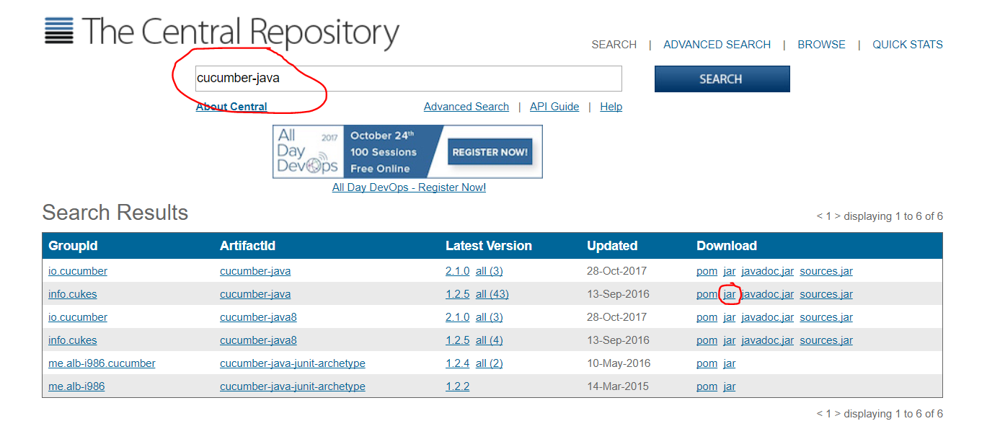 The Central Repository
SEARCH | ADVANCED SEARCH | BROWSE | QUICK STATS
cucumber-java
SEARCH
About Central
Advanced Search | API Guide | Help
All Day DevOps
2017
October 24th
100 Sessions
Free Online
REGISTER NOW!
All Day DevOps - Register Now!
Search Results
< 1 > displaying 1 to 6 of 6
GroupId ArtifactId Latest Version Updated Download
io.cucumber cucumber-java 2.1.0 all (3) 28-Oct-2017 pom jar javadoc.jar sources.jar
info.cukes cucumber-java 1.2.5 all (43) 13-Sep-2016 pom jar javadoc.jar sources.jar
io.cucumber cucumber-java8 2.1.0 all (3) 28-Oct-2017 pom jar javadoc.jar sources.jar
info.cukes cucumber-java8 1.2.5 all (4) 13-Sep-2016 pom jar javadoc.jar sources.jar
me.alb-i986.cucumber cucumber-java-junit-archetype 1.2.4 all (2) 10-May-2016 pom jar
me.alb-i986 cucumber-java-junit-archetype 1.2.2 14-Mar-2015 pom jar
< 1 > displaying 1 to 6 of 6